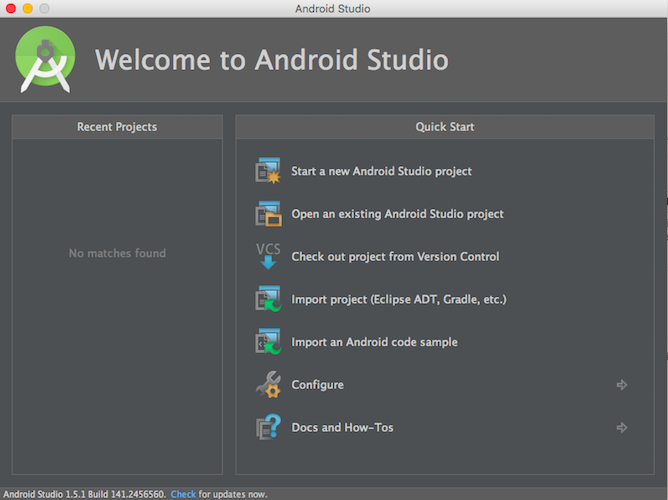 Android Studio
Welcome to Android Studio
Recent Projects
No matches found
Quick Start
Start a new Android Studio project
Open an existing Android Studio project
VCS
Check out project from Version Control
Import project (Eclipse ADT, Gradle, etc.)
Import an Android code sample
Configure
Docs and How-Tos
Android Studio 1.5.1 Build 141.2456560. Check for updates now.